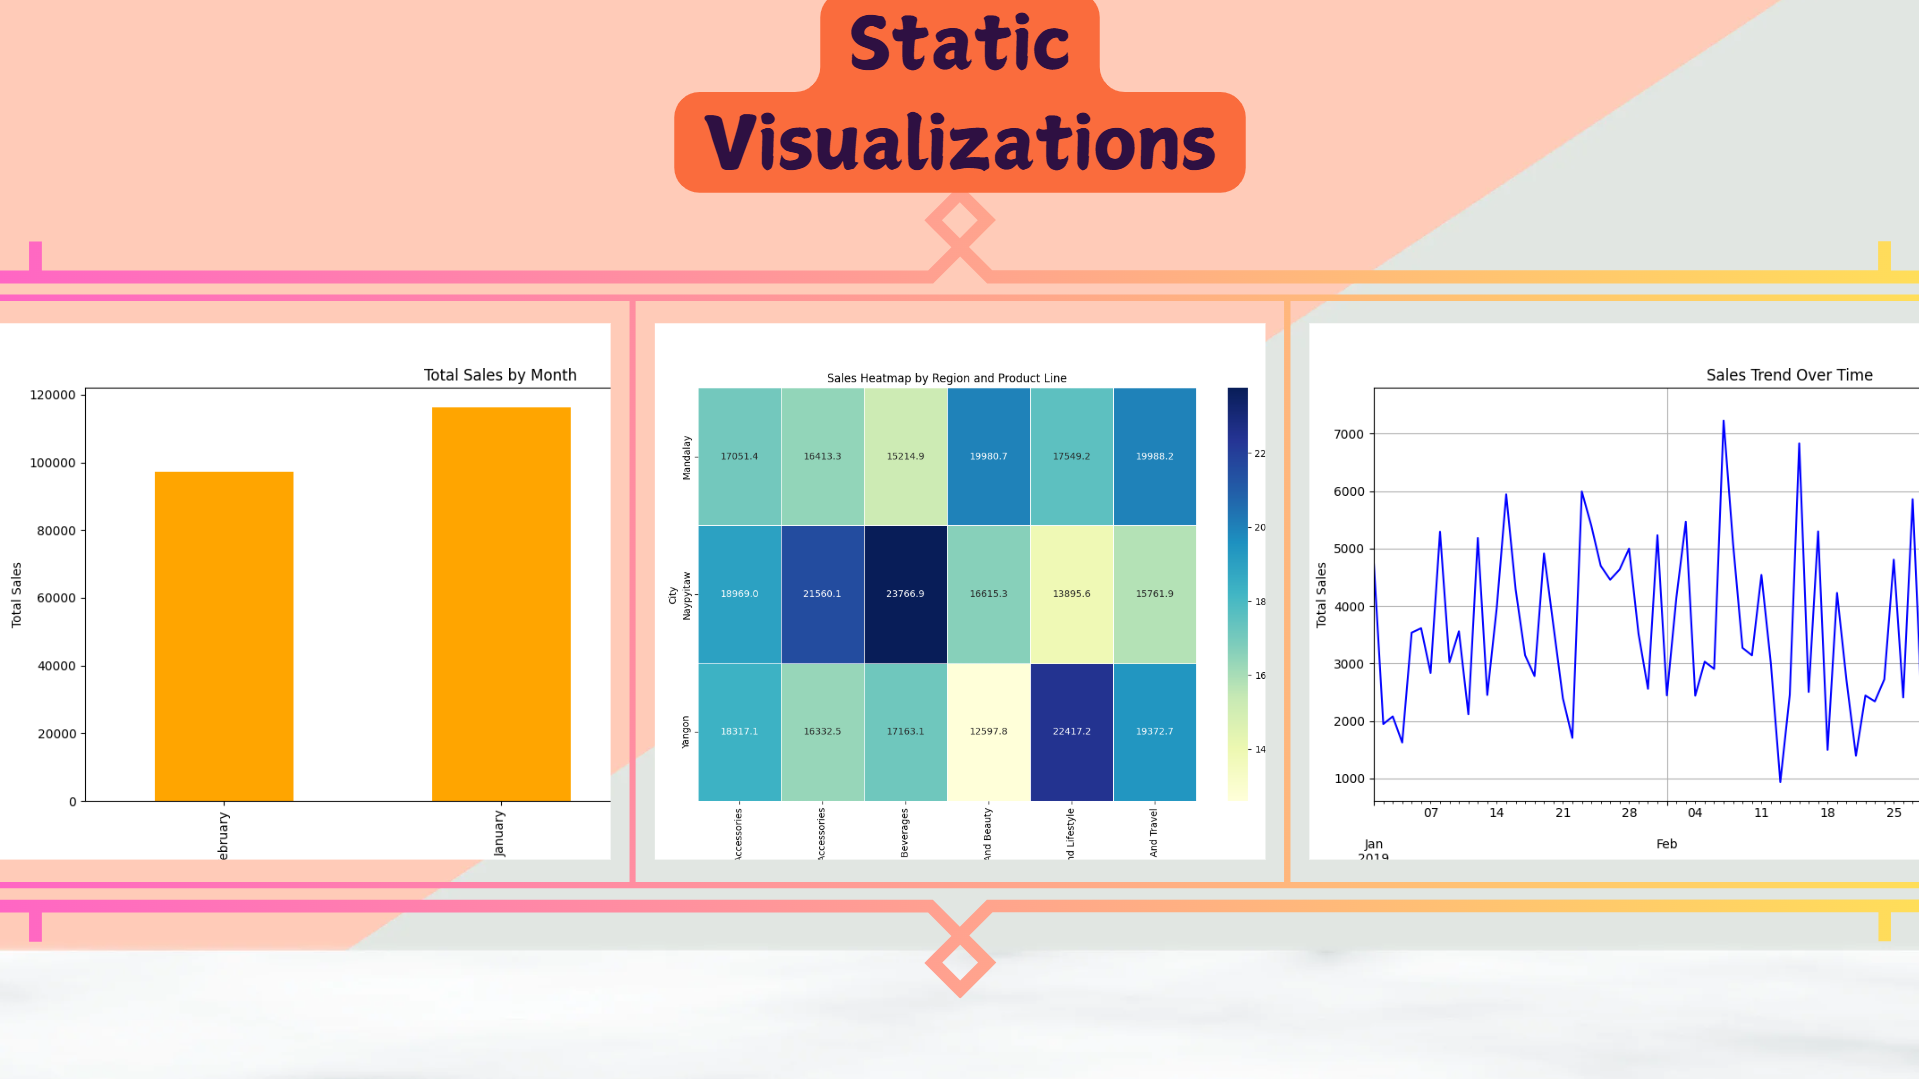 Static
Visualizations
Total Sales by Month
120000
100000
80000
60000
40000
20000
0
Total Sales
ebruary
January
Sales Heatmap by Region and Product Line
City
Mandalay
17051.4 16413.3 15214.9 19980.7 17549.2 19988.2
Naypyitaw
18969.0 21560.1 23766.9 16615.3 13895.6 15761.9
Yangon
18317.1 16332.5 17163.1 12597.8 22417.2 19372.7
Accessories
Accessories
Beverages
And Beauty
nd Lifestyle
And Travel
22
20
18
16
14
Sales Trend Over Time
7000
6000
5000
4000
3000
2000
1000
Total Sales
07 14 21 28 04 11 18 25
Jan Feb
2019